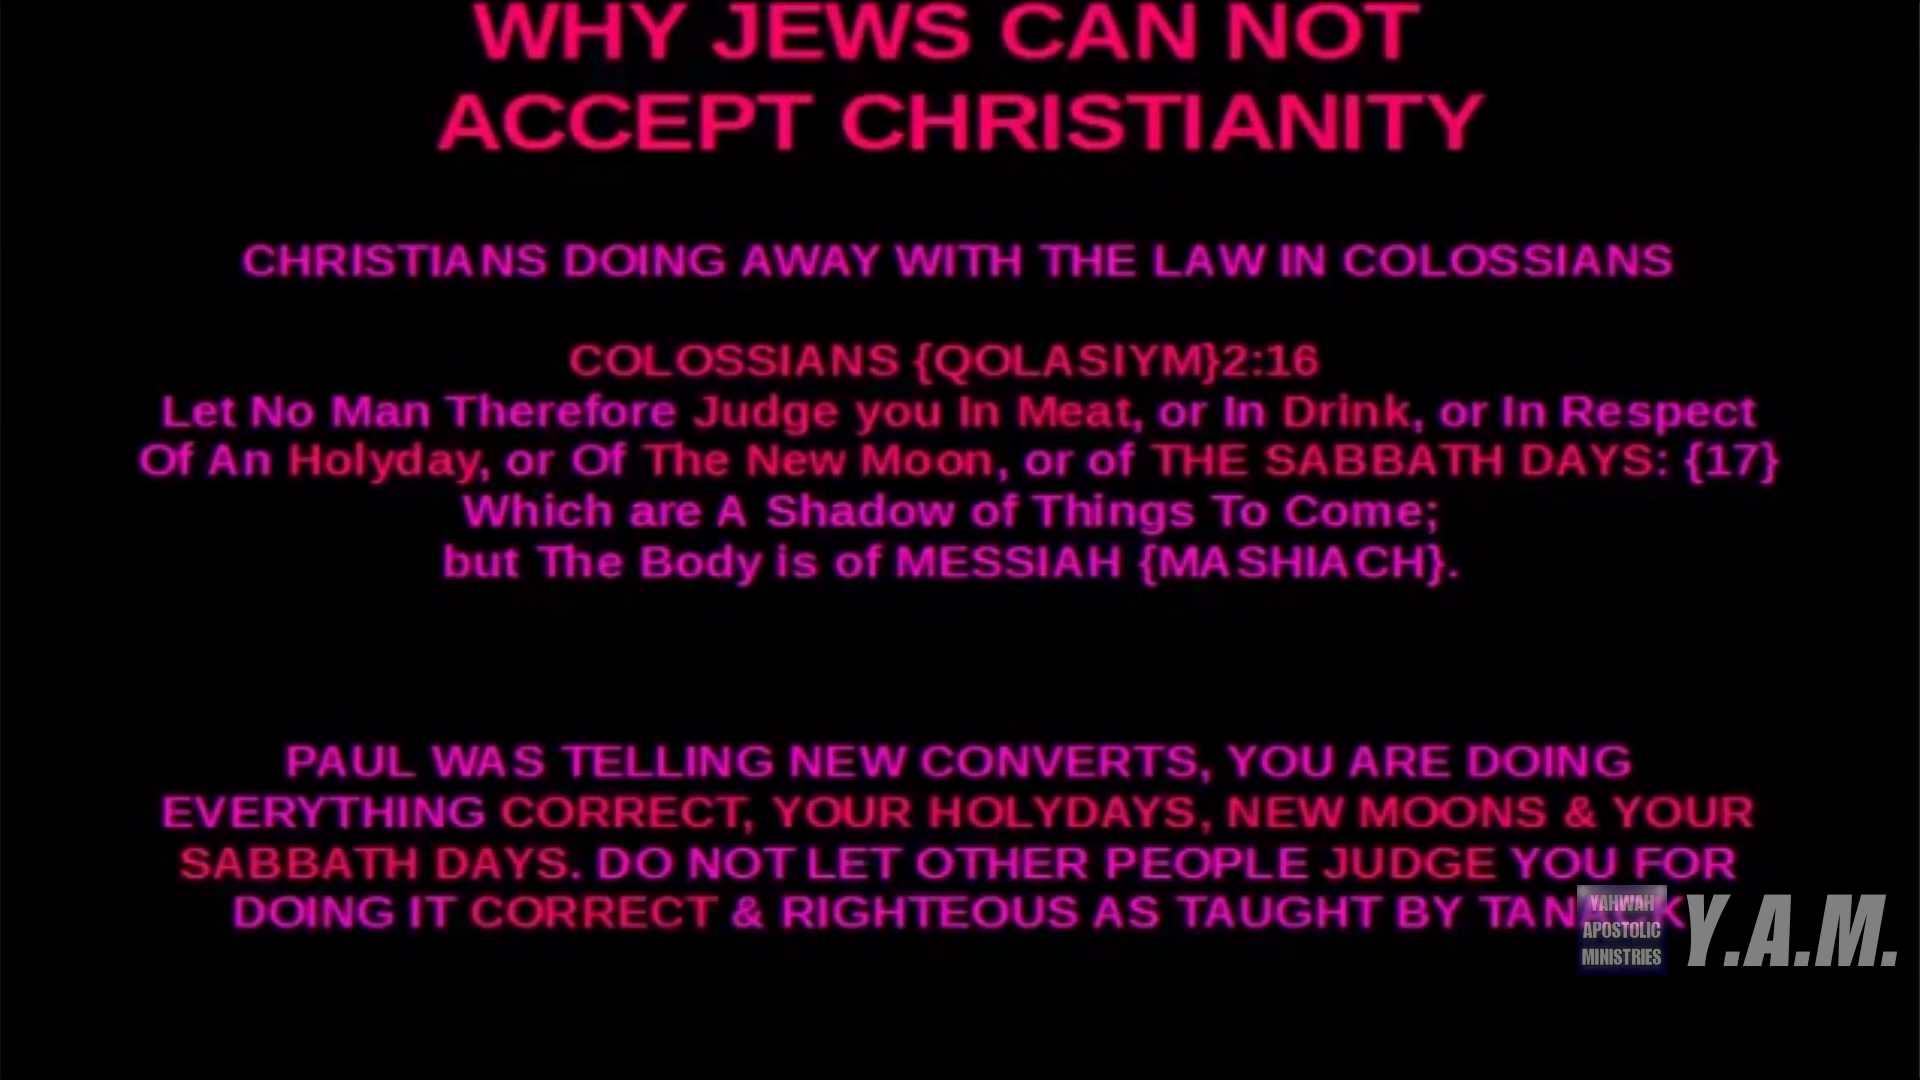 WHY JEWS CAN NOT
ACCEPT CHRISTIANITY
CHRISTIANS DOING AWAY WITH THE LAW IN COLOSSIANS
COLOSSIANS {QOLASIYM}2:16
Let No Man Therefore Judge you In Meat, or In Drink, or In Respect
Of An Holyday, or Of The New Moon, or of THE SABBATH DAYS: {17}
Which are A Shadow of Things To Come;
but The Body is of MESSIAH {MASHIACH}.
PAUL WAS TELLING NEW CONVERTS, YOU ARE DOING
EVERYTHING CORRECT, YOUR HOLYDAYS, NEW MOONS & YOUR
SABBATH DAYS. DO NOT LET OTHER PEOPLE JUDGE YOU FOR
DOING IT CORRECT & RIGHTEOUS AS TAUGHT BY
YAHWAH
APOSTOLIC
MINISTRIES
Y.A.M.